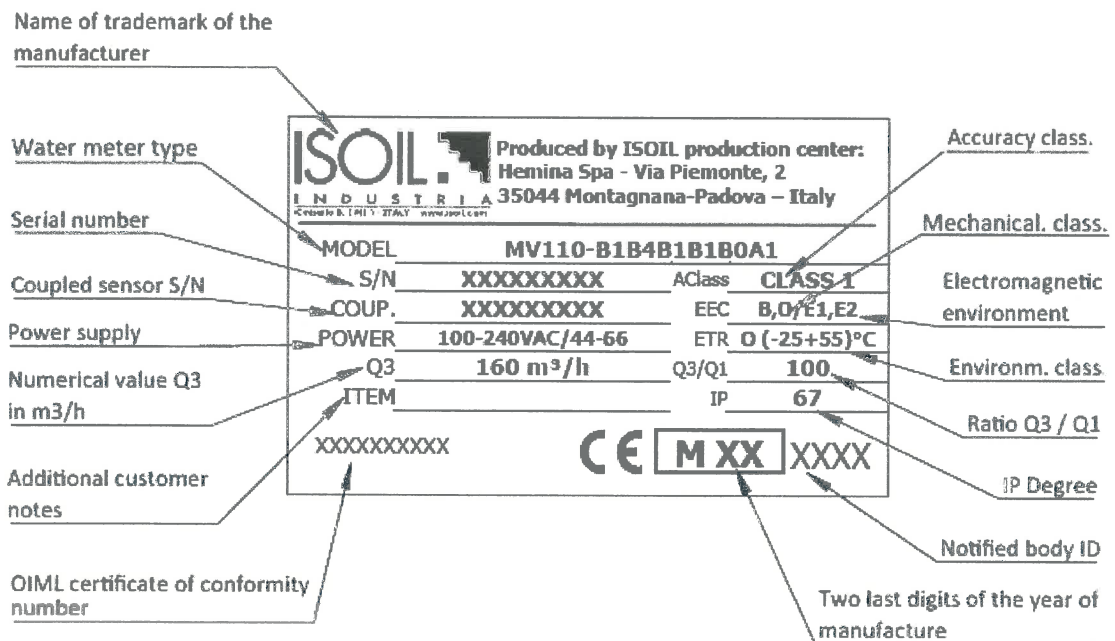 Name of trademark of the
manufacturer
Water meter type
Serial number
Coupled sensor S/N
Power supply
Numerical value Q3
in m3/h
Additional customer
notes
OIML certificate of conformity
number
ISOIL
INDUSTRIA
Produced by ISOIL production center:
Hemina Spa - Via Piemonte, 2
35044 Montagnana-Padova – Italy
MODEL MV110-B1B4B1B1B0A1
S/N XXXXXXXXX AClass CLASS 1
COUP. XXXXXXXXX EEC B,O/E1,E2
POWER 100-240VAC/44-66 ETR O (-25+55)°C
Q3 160 m³/h Q3/Q1 100
ITEM IP 67
XXXXXXXXXX CE M XX XXXX
Accuracy class.
Mechanical. class.
Electromagnetic
environment
Environm. class
Ratio Q3 / Q1
IP Degree
Notified body ID
Two last digits of the year of
manufacture